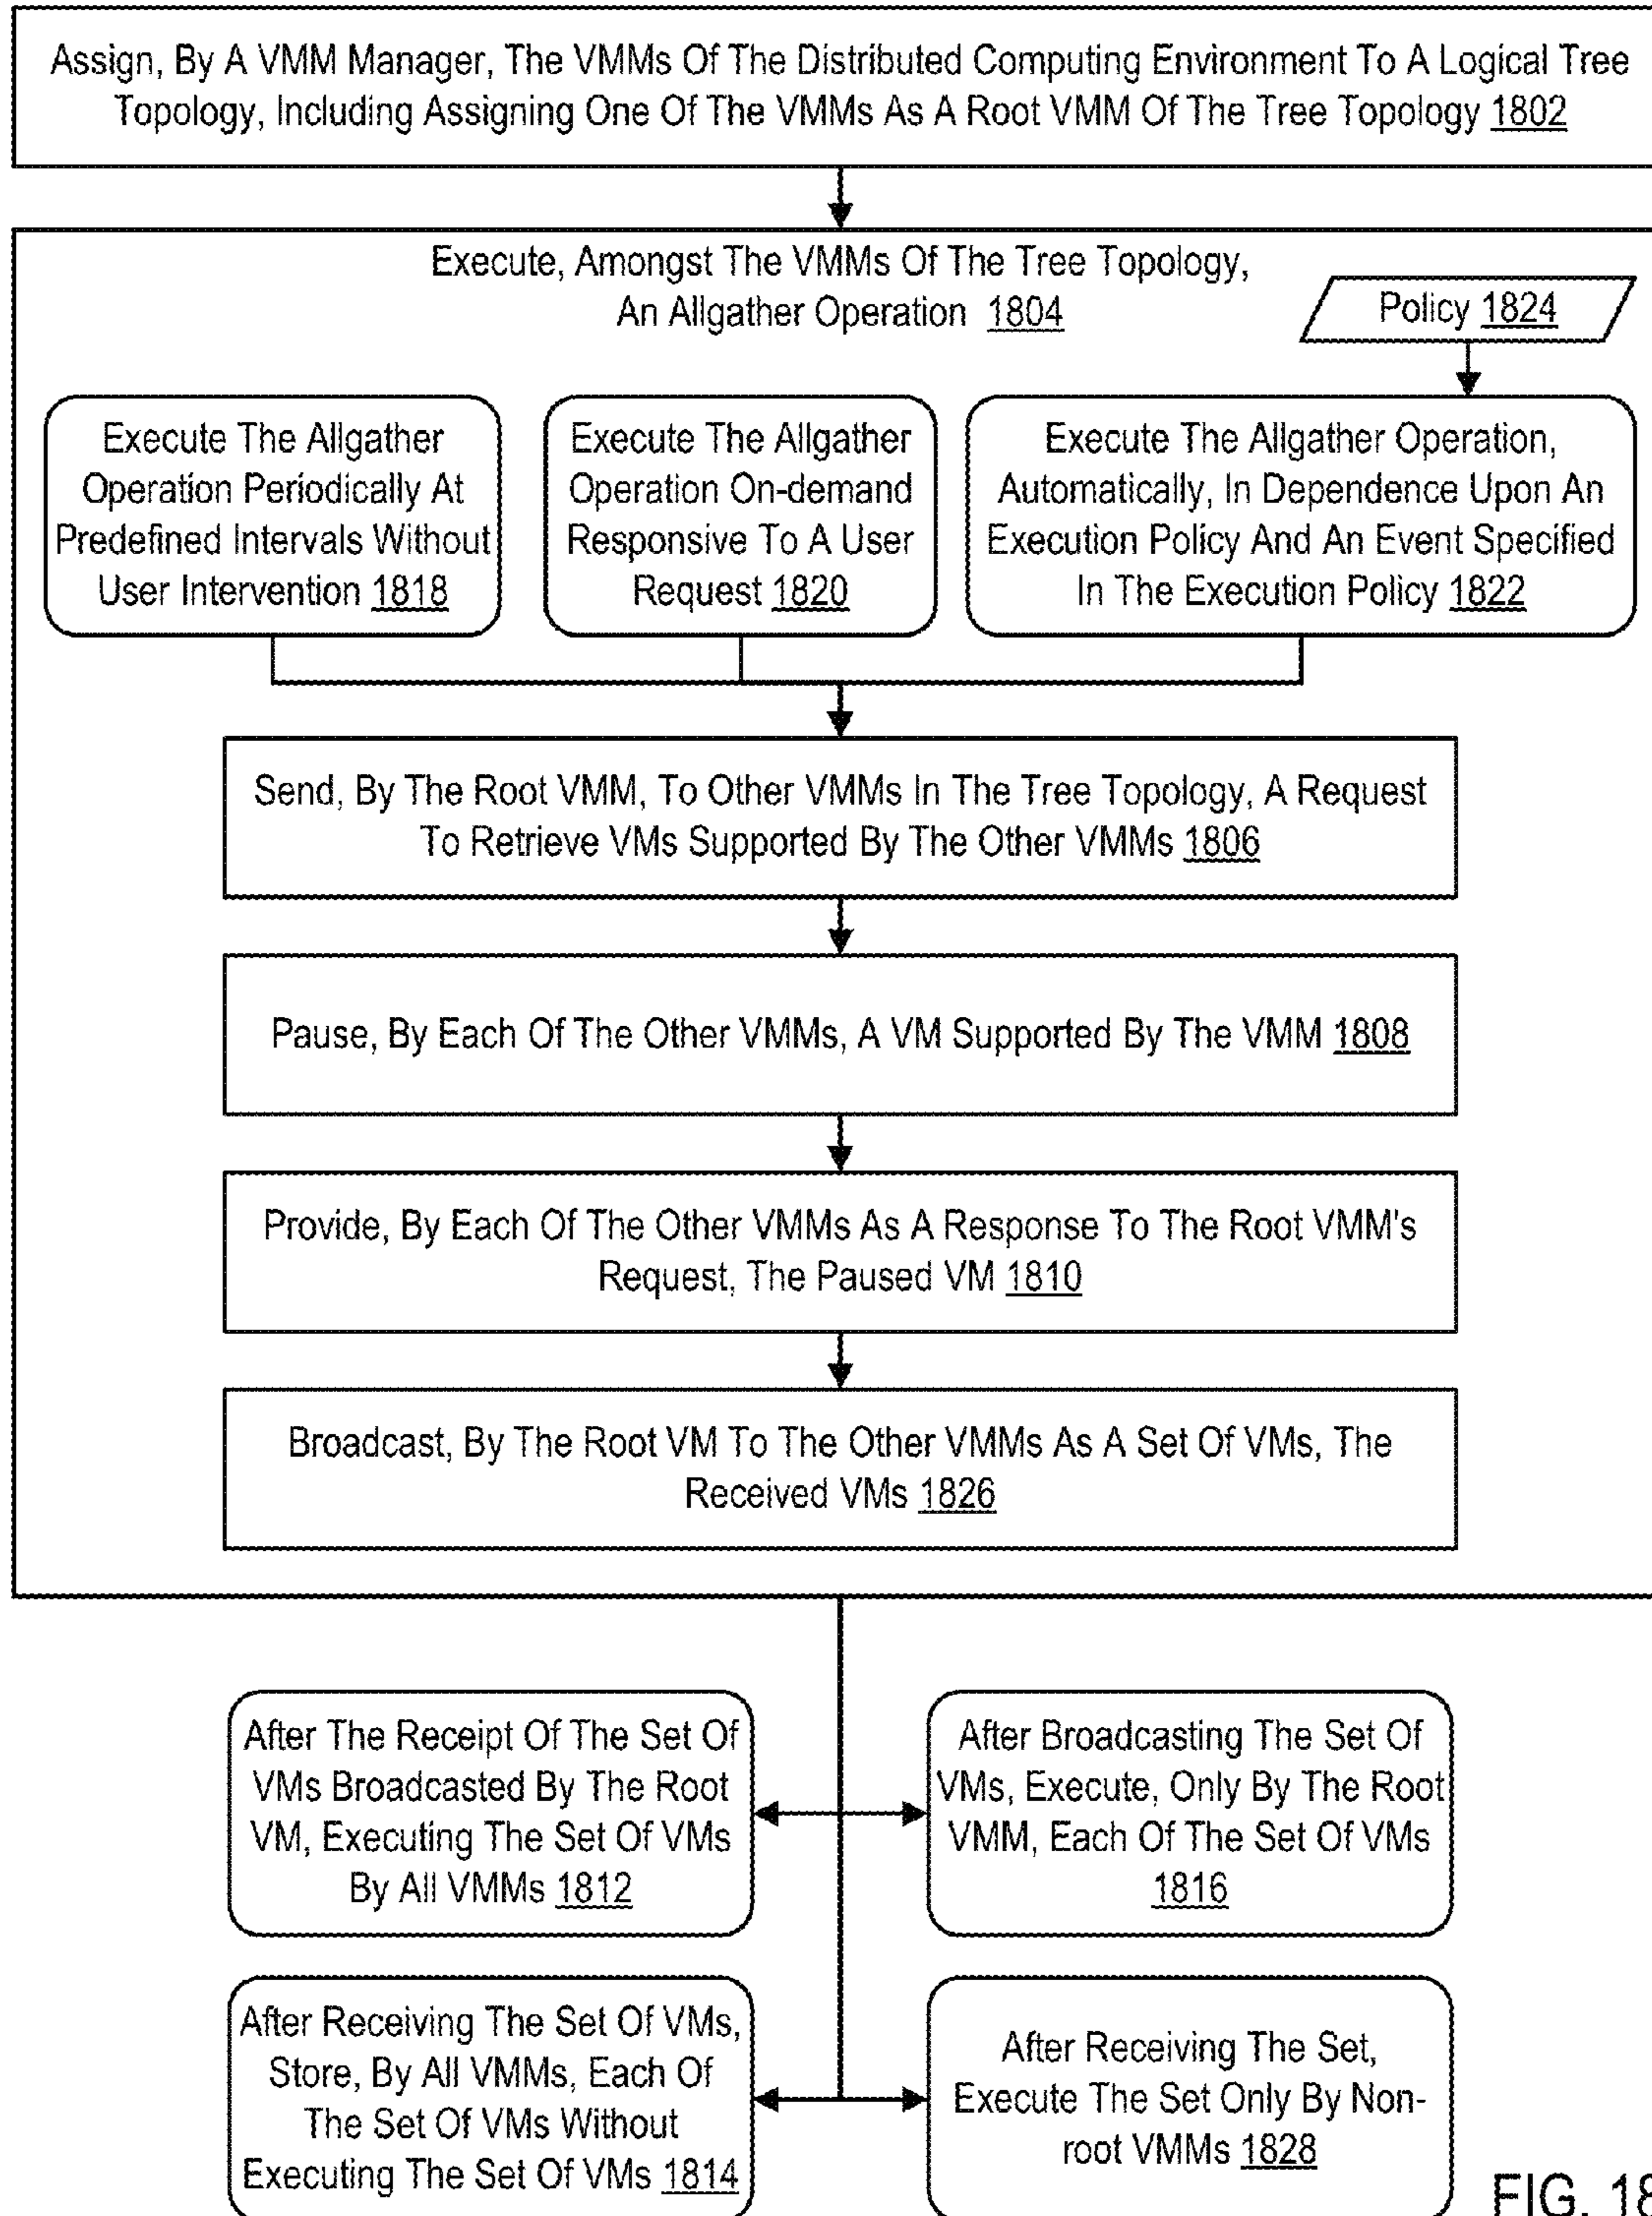 Assign, By A VMM Manager, The VMMs Of The Distributed Computing Environment To A Logical Tree
Topology, Including Assigning One Of The VMMs As A Root VMM Of The Tree Topology 1802
Execute, Amongst The VMMs Of The Tree Topology,
An Allgather Operation 1804
Policy 1824
Execute The Allgather
Operation Periodically At
Predefined Intervals Without
User Intervention 1818
Execute The Allgather
Operation On-demand
Responsive To A User
Request 1820
Execute The Allgather Operation,
Automatically, In Dependence Upon An
Execution Policy And An Event Specified
In The Execution Policy 1822
Send, By The Root VMM, To Other VMMs In The Tree Topology, A Request
To Retrieve VMs Supported By The Other VMMs 1806
Pause, By Each Of The Other VMMs, A VM Supported By The VMM 1808
Provide, By Each Of The Other VMMs As A Response To The Root VMM's
Request, The Paused VM 1810
Broadcast, By The Root VM To The Other VMMs As A Set Of VMs, The
Received VMs 1826
After The Receipt Of The Set Of
VMs Broadcasted By The Root
VM, Executing The Set Of VMs
By All VMMs 1812
After Broadcasting The Set Of
VMs, Execute, Only By The Root
VMM, Each Of The Set Of VMs
1816
After Receiving The Set Of VMs,
Store, By All VMMs, Each Of
The Set Of VMs Without
Executing The Set Of VMs 1814
After Receiving The Set,
Execute The Set Only By Non-
root VMMs 1828
FIG. 18